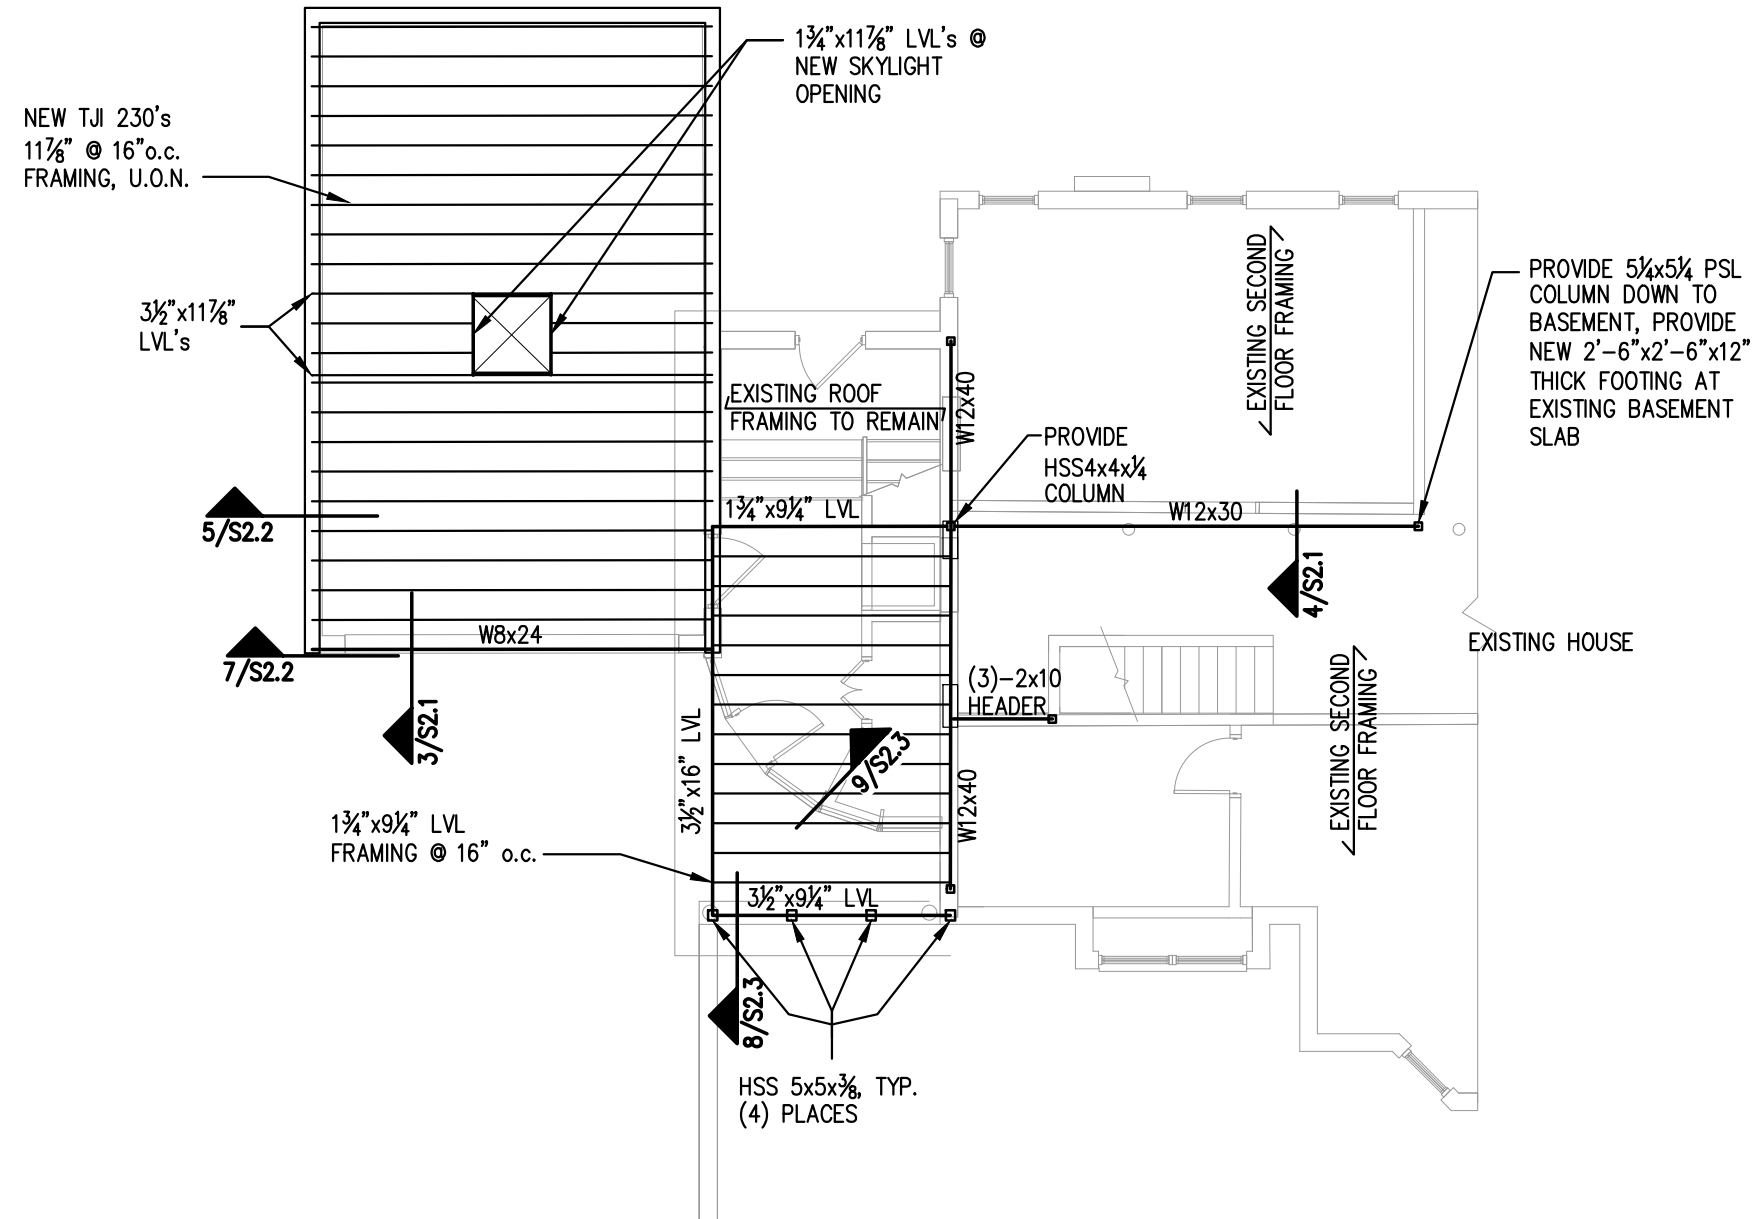 1¾"x11⅞" LVL's @
NEW SKYLIGHT
OPENING
NEW TJI 230's
11⅞" @ 16"o.c.
FRAMING, U.O.N.
3½"x11⅞"
LVL's
EXISTING SECOND
FLOOR FRAMING
PROVIDE 5¼x5¼ PSL
COLUMN DOWN TO
BASEMENT, PROVIDE
NEW 2'-6"x2'-6"x12"
THICK FOOTING AT
EXISTING BASEMENT
SLAB
EXISTING ROOF
FRAMING TO REMAIN
W12x40
PROVIDE
HSS4x4x¼
COLUMN
1¾"x9¼" LVL
W12x30
5/S2.2
4/S2.1
W8x24
7/S2.2
3/S2.1
EXISTING HOUSE
(3)-2x10
HEADER
EXISTING SECOND
FLOOR FRAMING
3½"x16" LVL
9/S2.3
W12x40
1¾"x9¼" LVL
FRAMING @ 16" o.c.
3½"x9¼" LVL
8/S2.3
HSS 5x5x⅜, TYP.
(4) PLACES